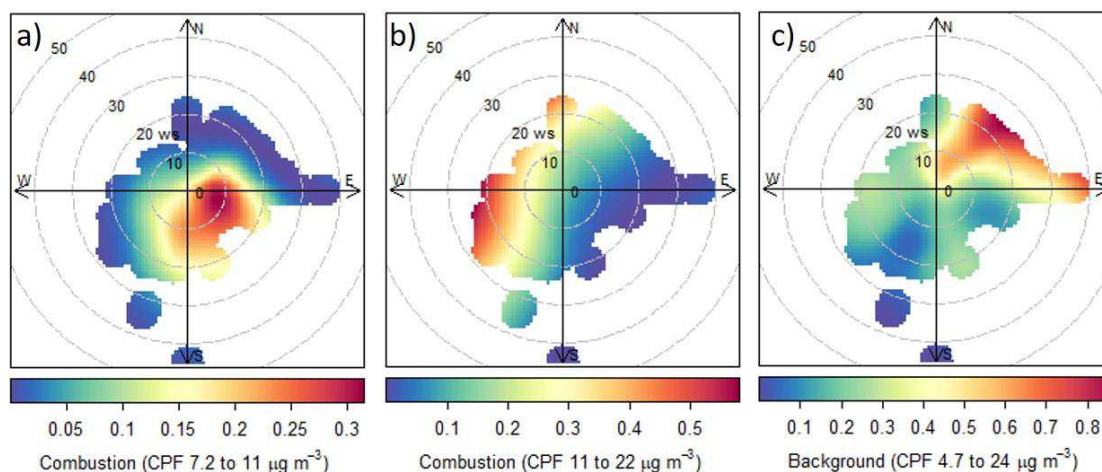 a)
50
40
30
20 ws
10
0
N
W
E
S
0.05 0.1 0.15 0.2 0.25 0.3
Combustion (CPF 7.2 to 11 μg m⁻³)
b)
50
40
30
20 ws
10
0
N
W
E
S
0.1 0.2 0.3 0.4 0.5
Combustion (CPF 11 to 22 μg m⁻³)
c)
50
40
30
20 ws
10
0
N
W
E
S
0.1 0.2 0.3 0.4 0.5 0.6 0.7 0.8
Background (CPF 4.7 to 24 μg m⁻³)